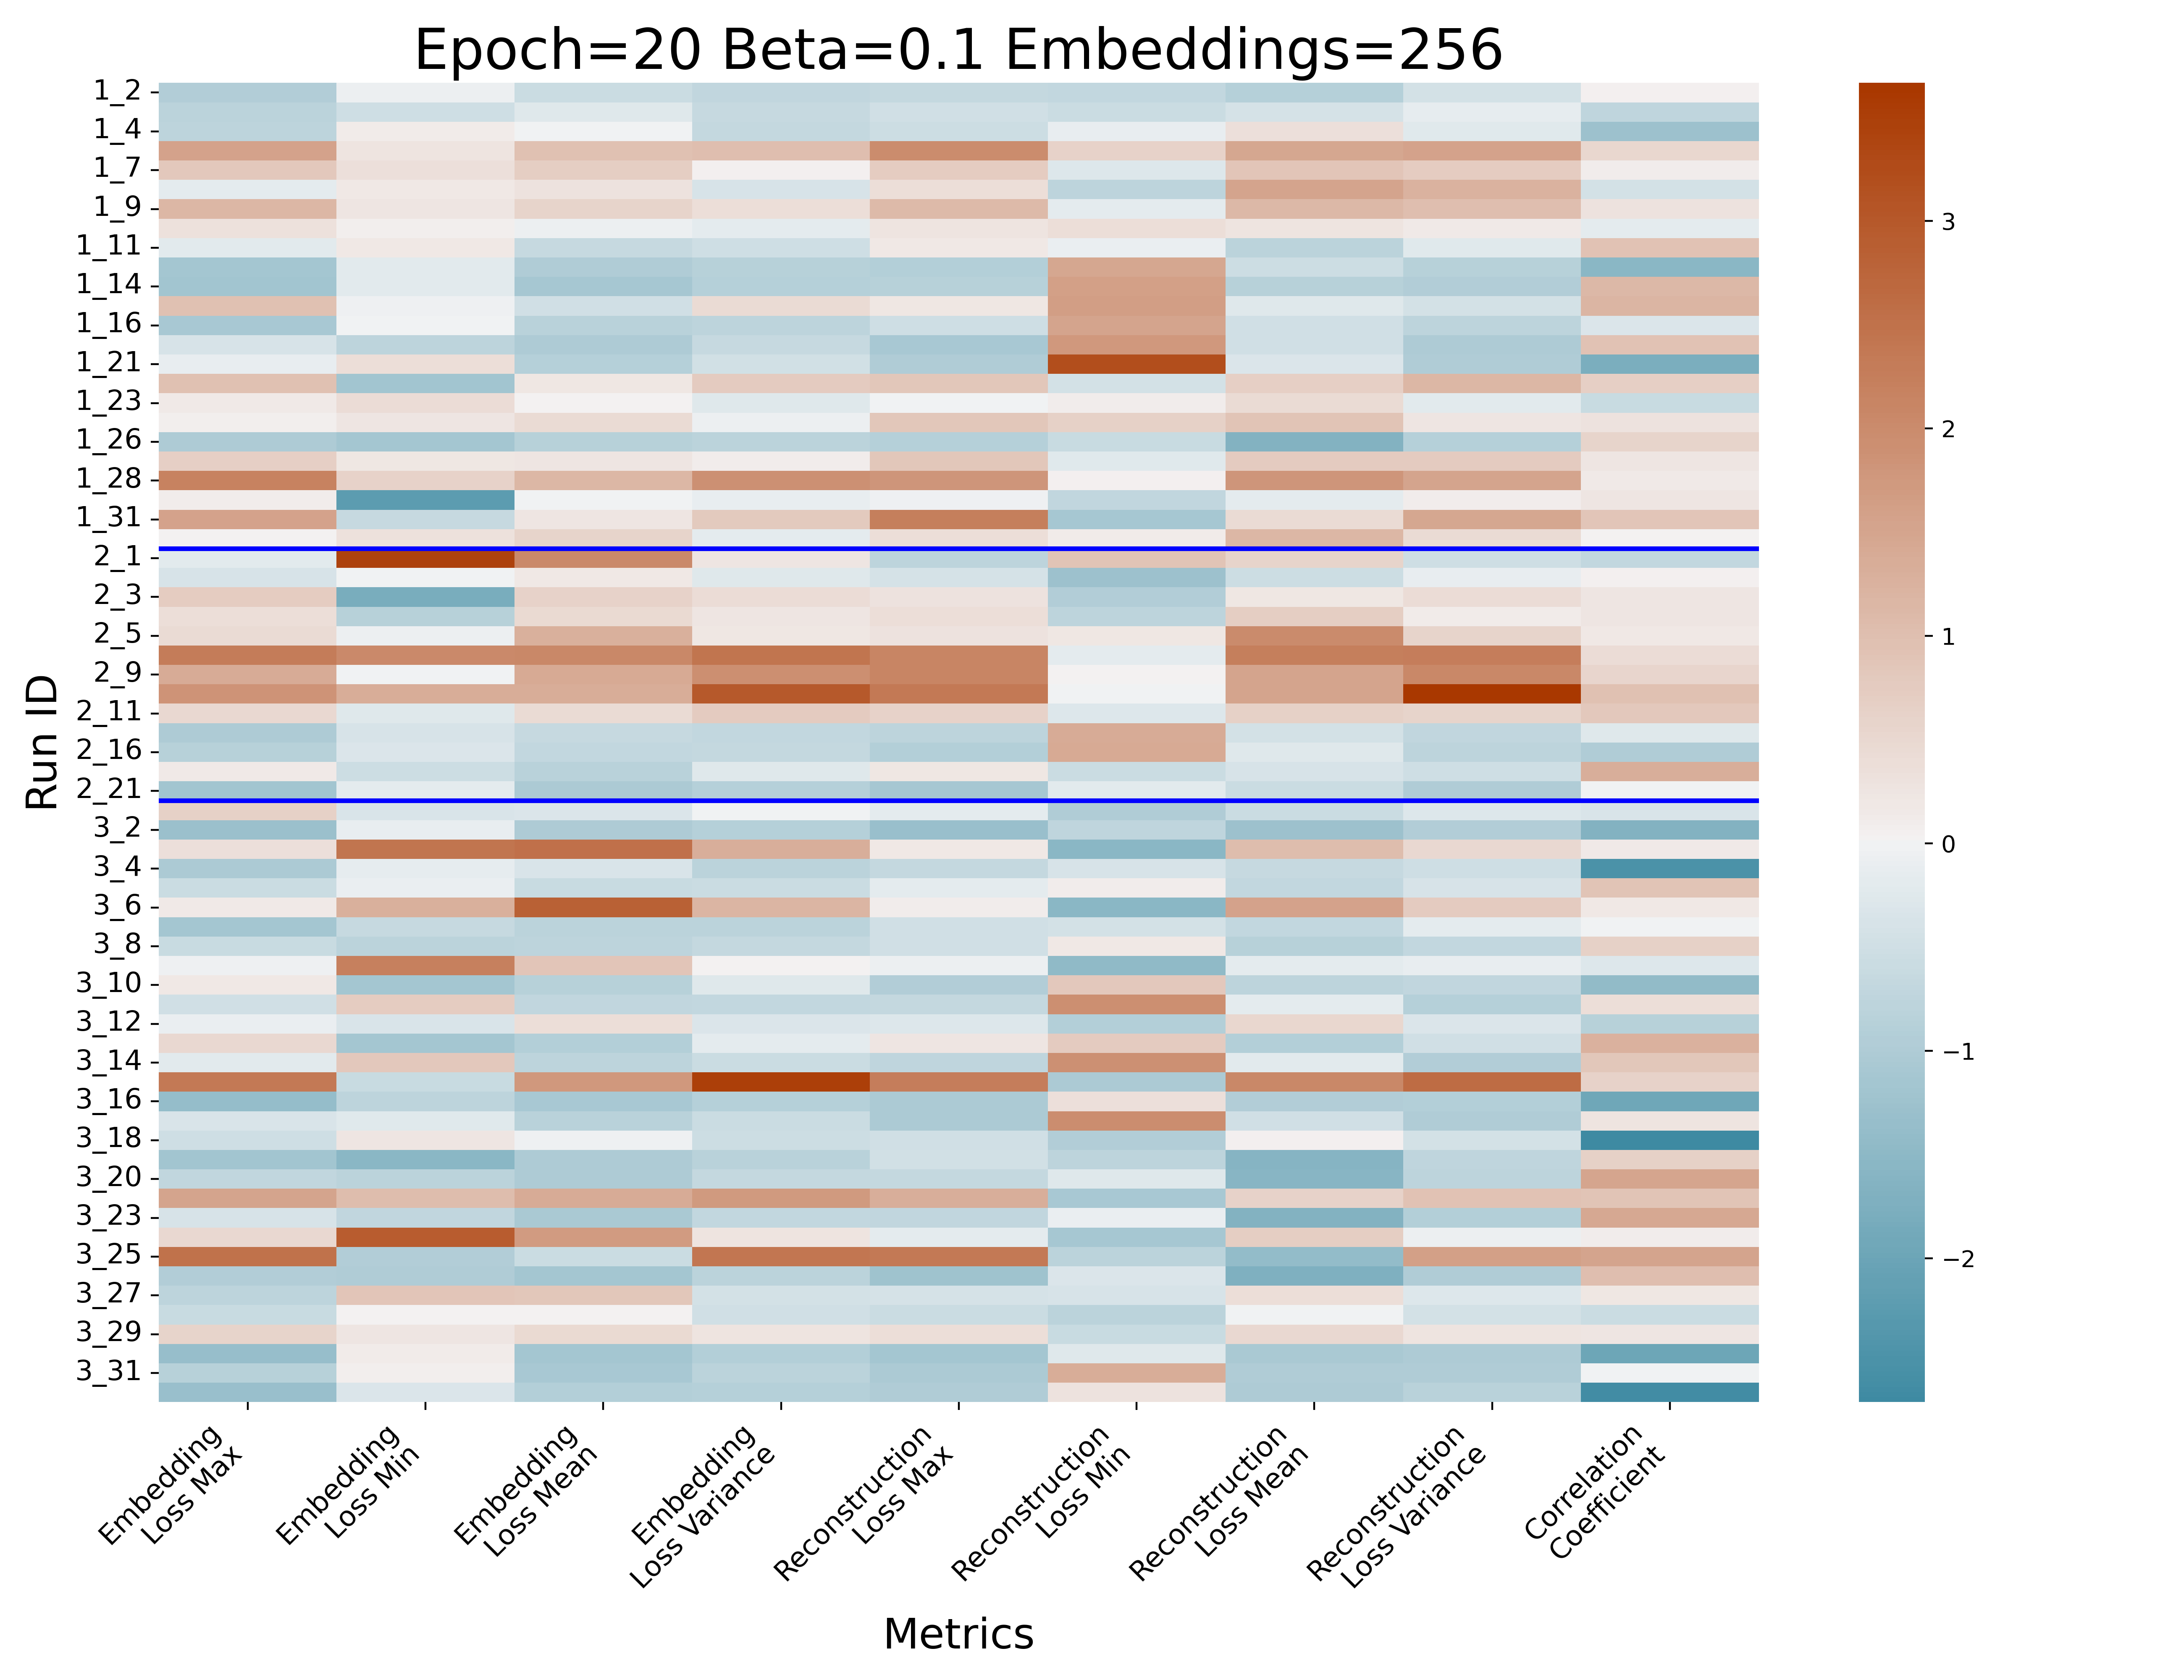 Epoch=20 Beta=0.1 Embeddings=256
Run ID
1_2
1_4
1_7
1_9
1_11
1_14
1_16
1_21
1_23
1_26
1_28
1_31
2_1
2_3
2_5
2_9
2_11
2_16
2_21
3_2
3_4
3_6
3_8
3_10
3_12
3_14
3_16
3_18
3_20
3_23
3_25
3_27
3_29
3_31
3
2
1
0
−1
−2
Embedding
Loss Max
Embedding
Loss Min
Embedding
Loss Mean
Embedding
Loss Variance
Reconstruction
Loss Max
Reconstruction
Loss Min
Reconstruction
Loss Mean
Reconstruction
Loss Variance
Correlation
Coefficient
Metrics